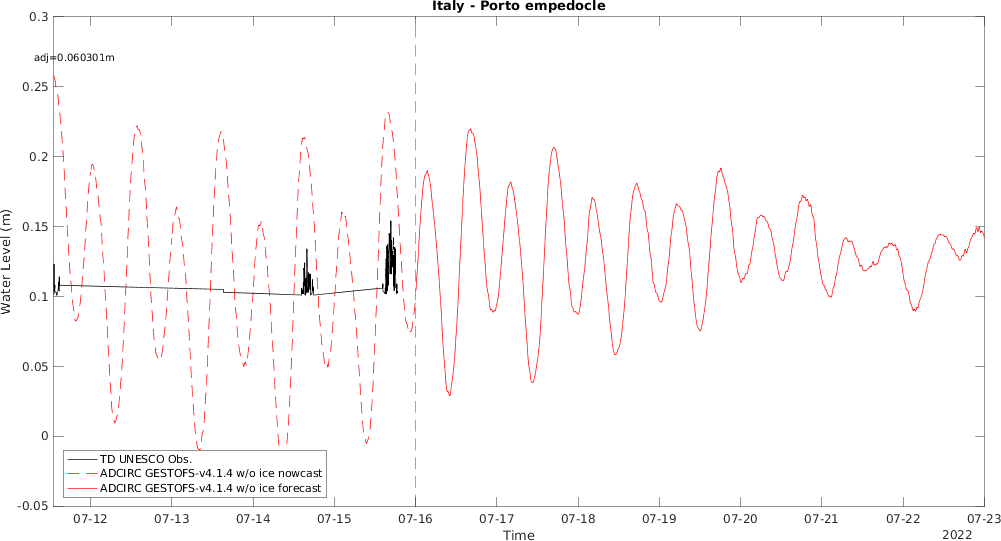 Italy - Porto empedocle
0.3
adj=0.060301m
0.25
0.2
0.15
0.1
0.05
0
-0.05
Water Level (m)
TD UNESCO Obs.
ADCIRC GESTOFS-v4.1.4 w/o ice nowcast
ADCIRC GESTOFS-v4.1.4 w/o ice forecast
07-12 07-13 07-14 07-15 07-16 07-17 07-18 07-19 07-20 07-21 07-22 07-23
Time
2022